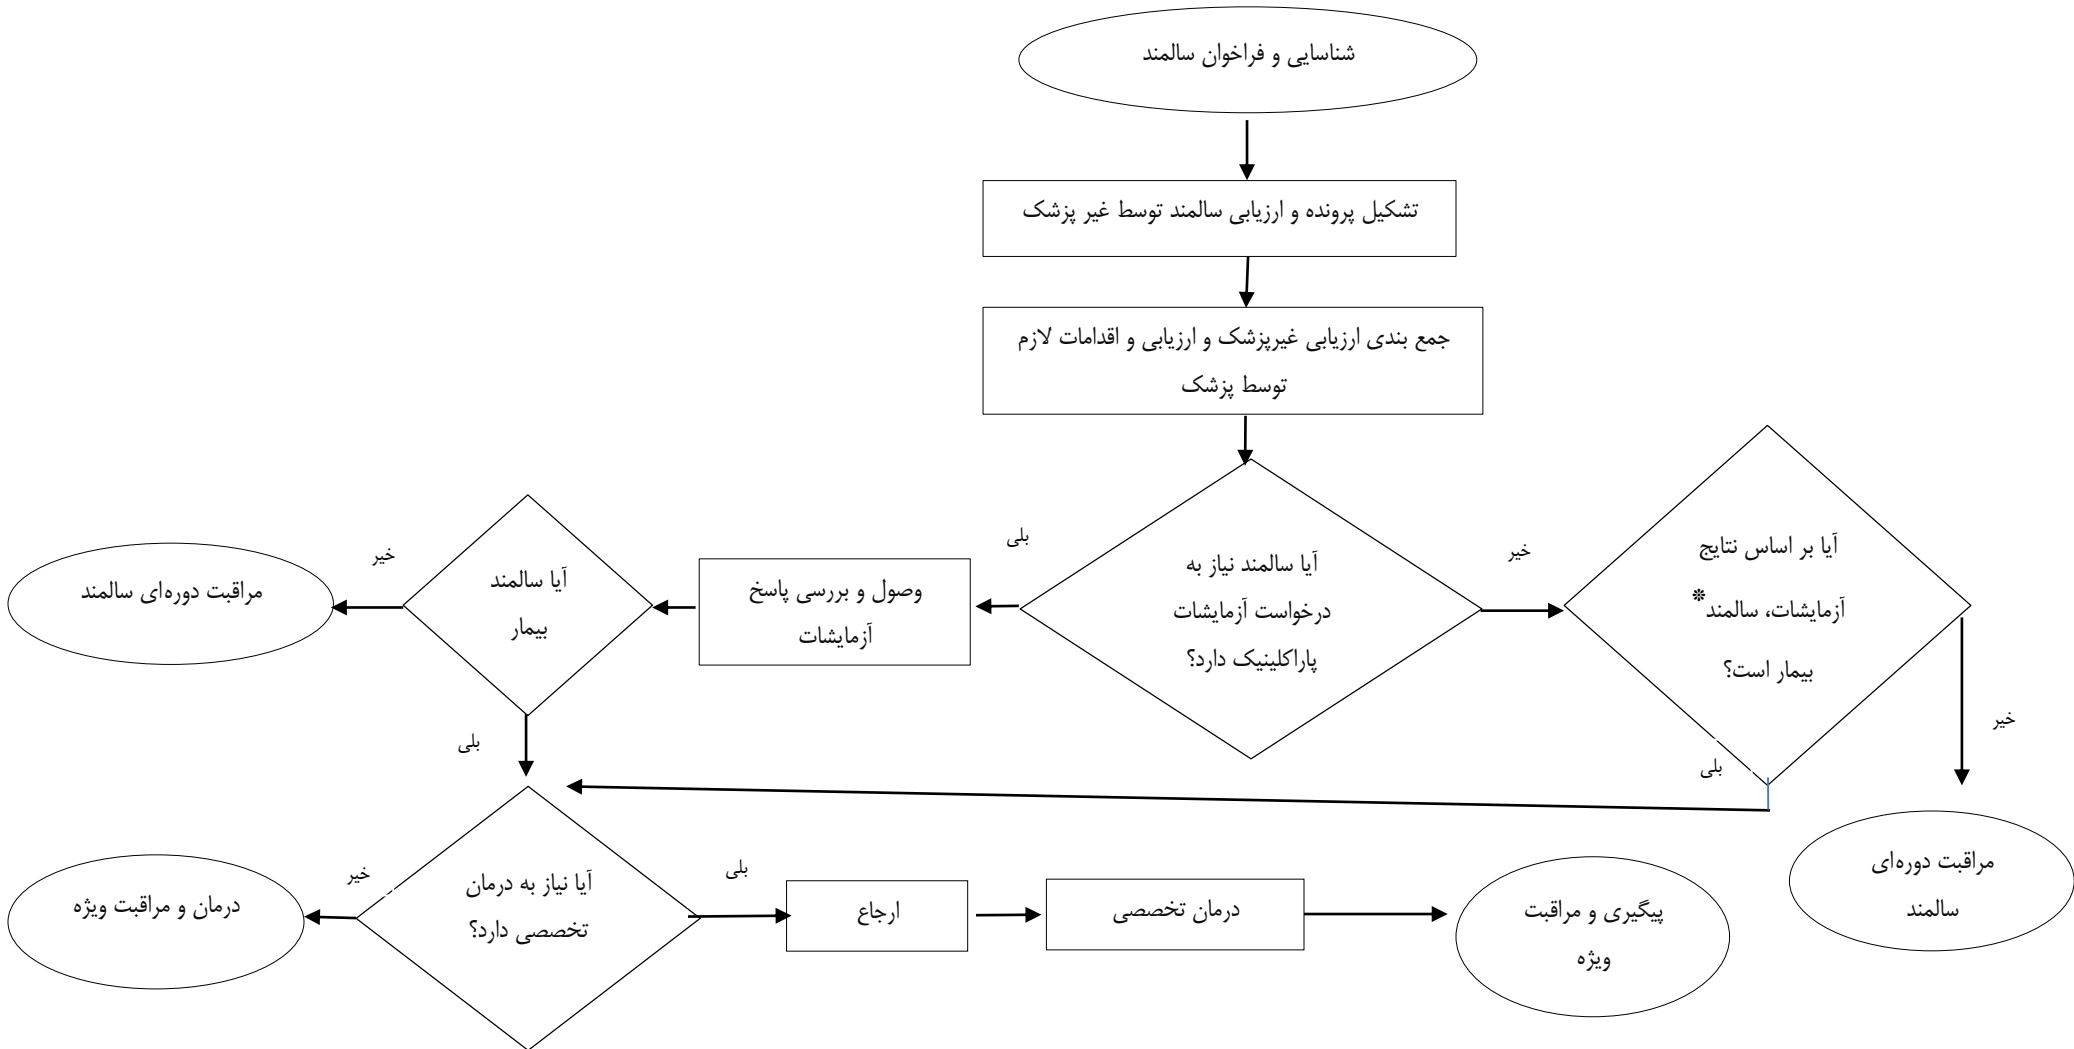 شناسایی و فراخوان سالمند
تشکیل پرونده و ارزیابی سالمند توسط غیر پزشک
جمع بندی ارزیابی غیرپزشک و ارزیابی و اقدامات لازم
توسط پزشک
آیا سالمند نیاز به
درخواست آزمایشات
پاراکلینیک دارد؟
خیر
آیا بر اساس نتایج
آزمایشات، سالمند*
بیمار است؟
خیر
مراقبت دوره‌ای
سالمند
بلی
بلی
وصول و بررسی پاسخ
آزمایشات
آیا سالمند
بیمار
خیر
مراقبت دوره‌ای سالمند
بلی
آیا نیاز به درمان
تخصصی دارد؟
خیر
درمان و مراقبت ویژه
بلی
ارجاع
درمان تخصصی
پیگیری و مراقبت
ویژه